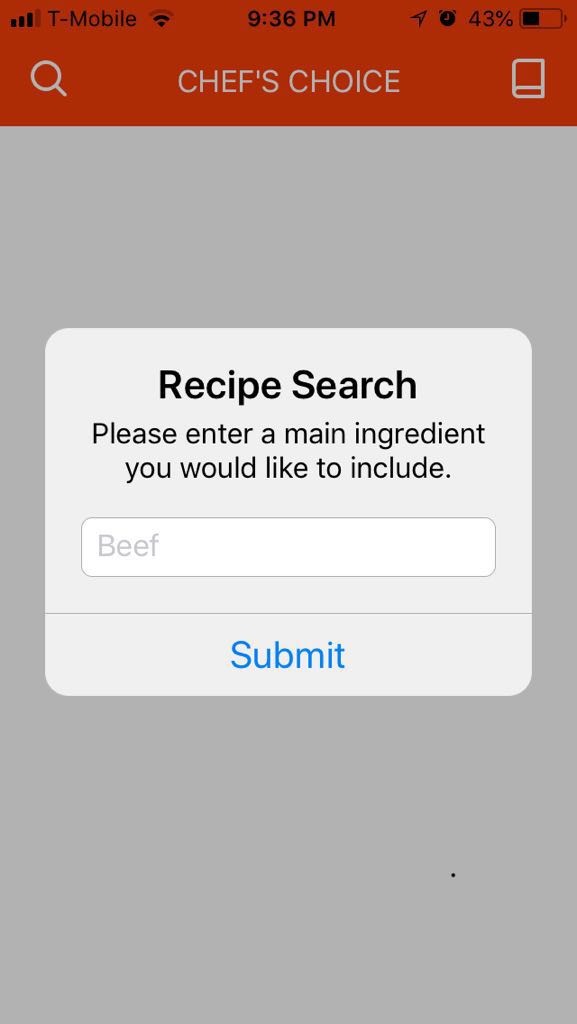 T-Mobile 9:36 PM 43%
CHEF'S CHOICE
Recipe Search
Please enter a main ingredient
you would like to include.
Beef
Submit